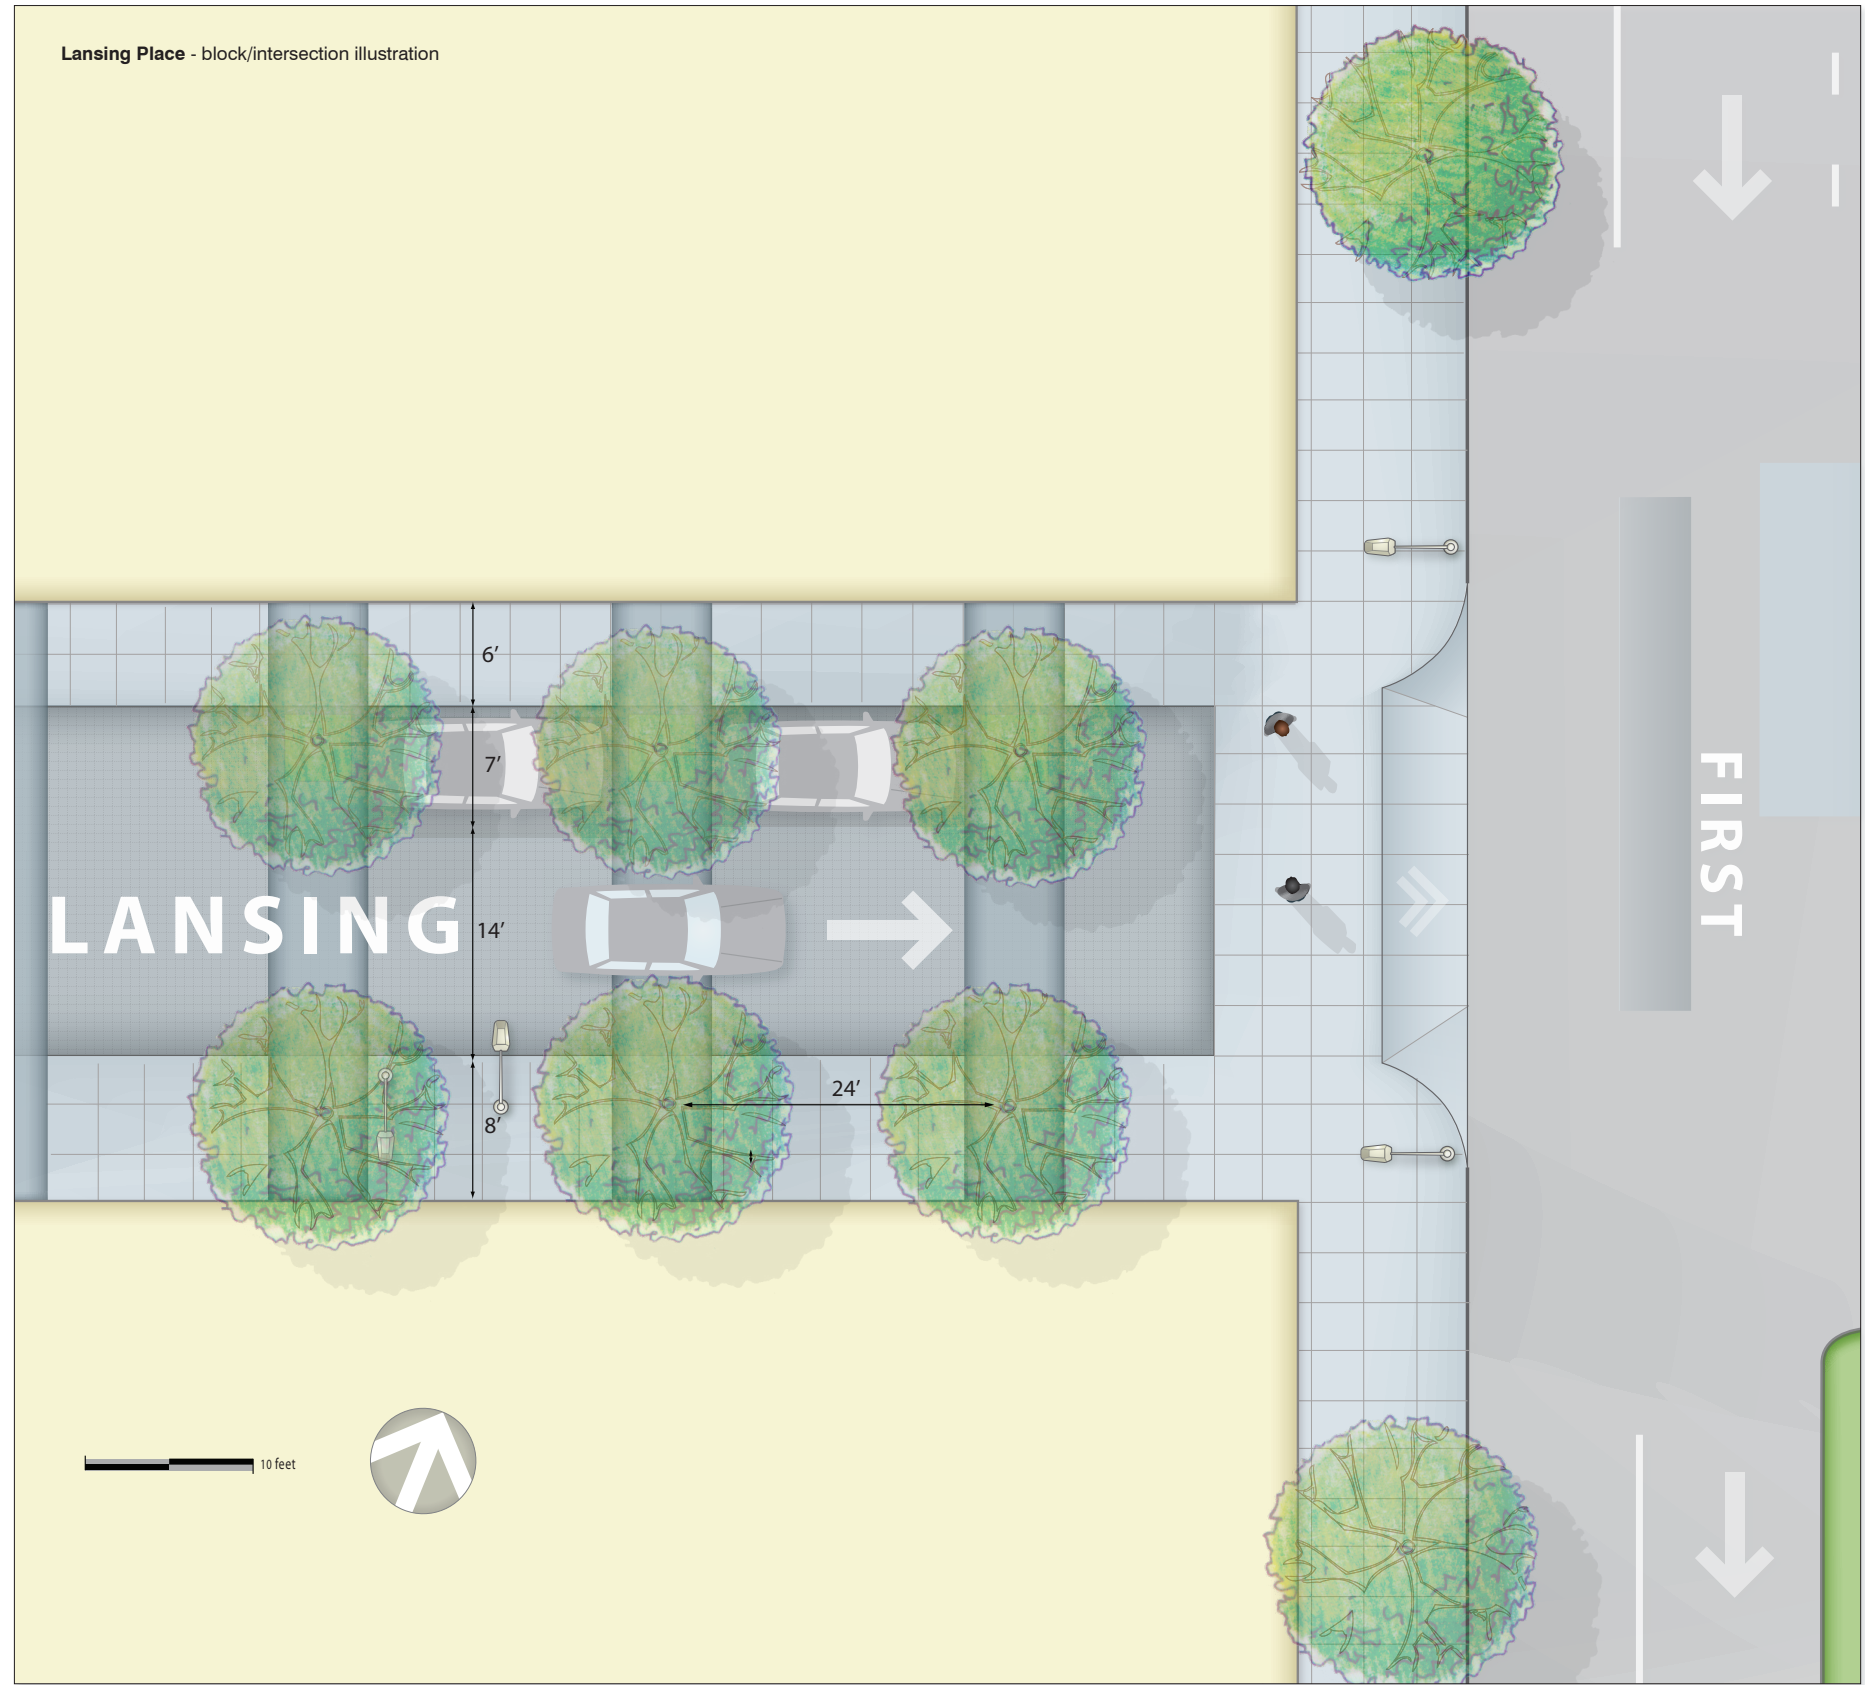 Lansing Place - block/intersection illustration
6’
7’
LANSING
14’
24’
8’
FIRST
10 feet